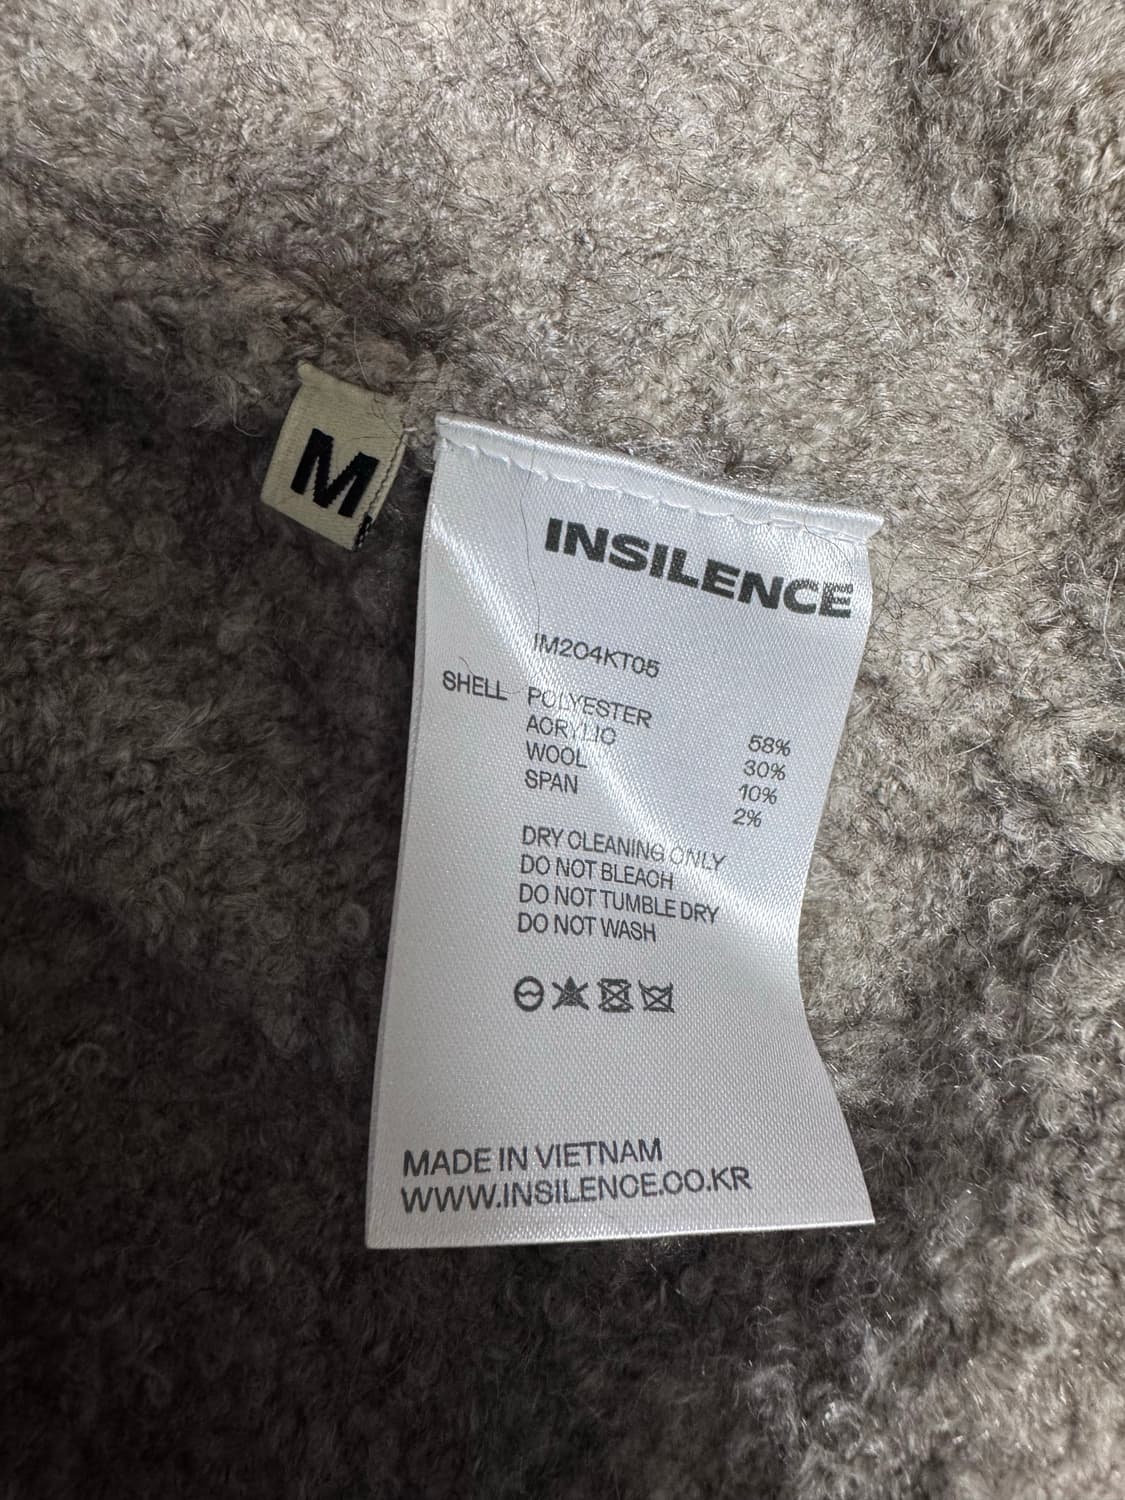 M
INSILENCE
IM204KT05
SHELL POLYESTER 58%
ACRYLIC 30%
WOOL 10%
SPAN 2%
DRY CLEANING ONLY
DO NOT BLEACH
DO NOT TUMBLE DRY
DO NOT WASH
MADE IN VIETNAM
WWW.INSILENCE.CO.KR